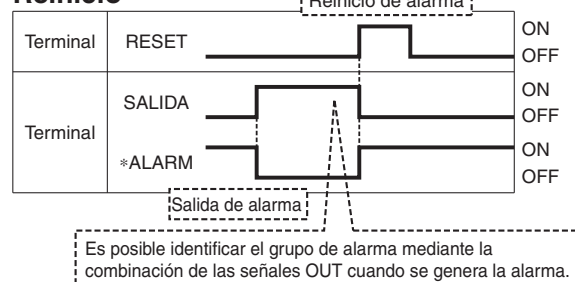 Reinicio
Reinicio de alarma
Terminal RESET ON
OFF
Terminal SALIDA ON
OFF
*ALARM ON
OFF
Salida de alarma
Es posible identificar el grupo de alarma mediante la
combinación de las señales OUT cuando se genera la alarma.